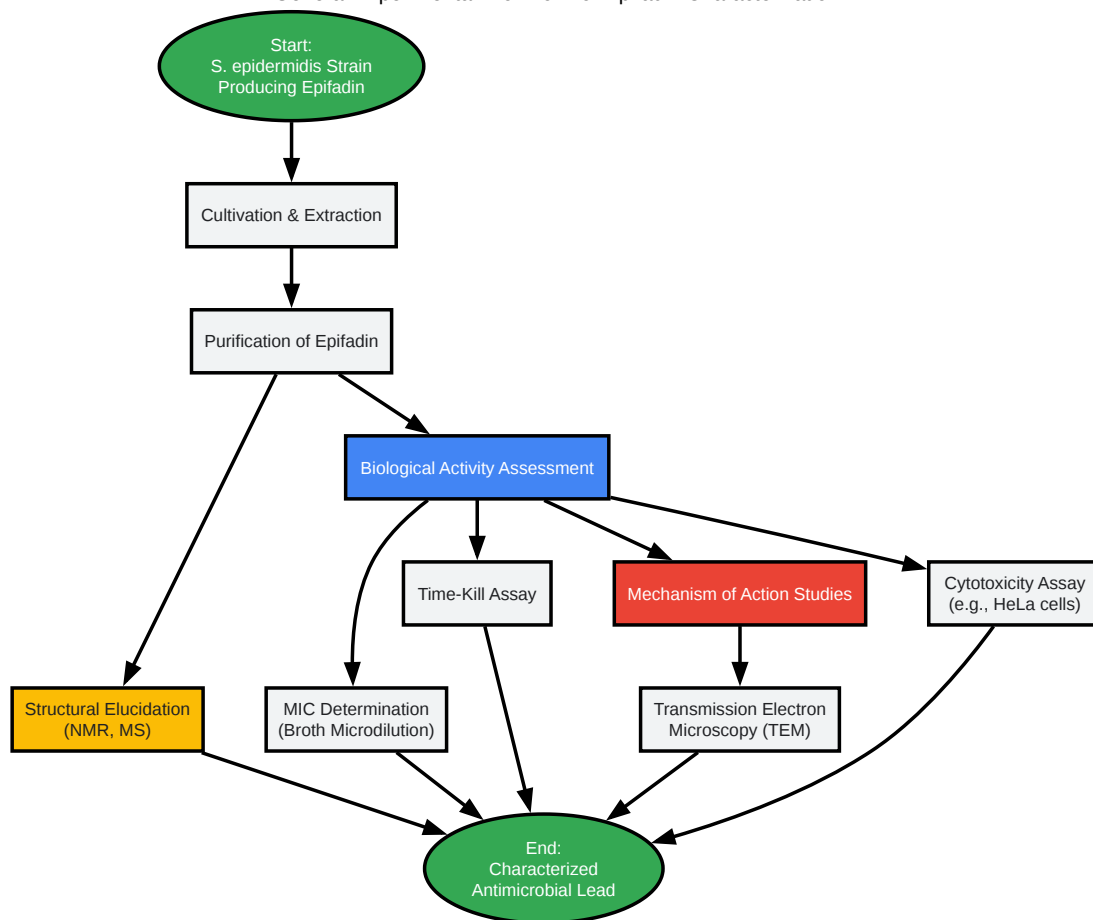 Start:
S. epidermidis Strain
Producing Epifadin
Cultivation & Extraction
Purification of Epifadin
Biological Activity Assessment
Time-Kill Assay
Mechanism of Action Studies
Cytotoxicity Assay
(e.g., HeLa cells)
Structural Elucidation
(NMR, MS)
MIC Determination
(Broth Microdilution)
Transmission Electron
Microscopy (TEM)
End:
Characterized
Antimicrobial Lead